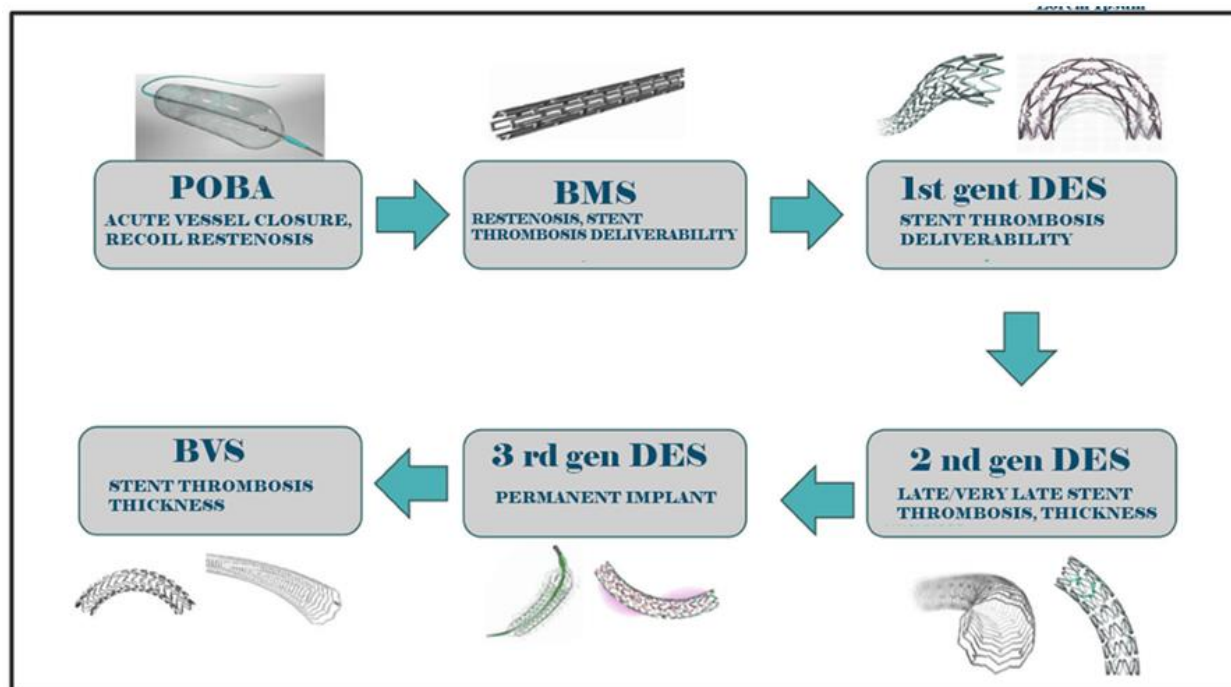 POBA
ACUTE VESSEL CLOSURE,
RECOIL RESTENOSIS
BMS
RESTENOSIS, STENT
THROMBOSIS DELIVERABILITY
1st gent DES
STENT THROMBOSIS
DELIVERABILITY
2 nd gen DES
LATE/VERY LATE STENT
THROMBOSIS, THICKNESS
3 rd gen DES
PERMANENT IMPLANT
BVS
STENT THROMBOSIS
THICKNESS